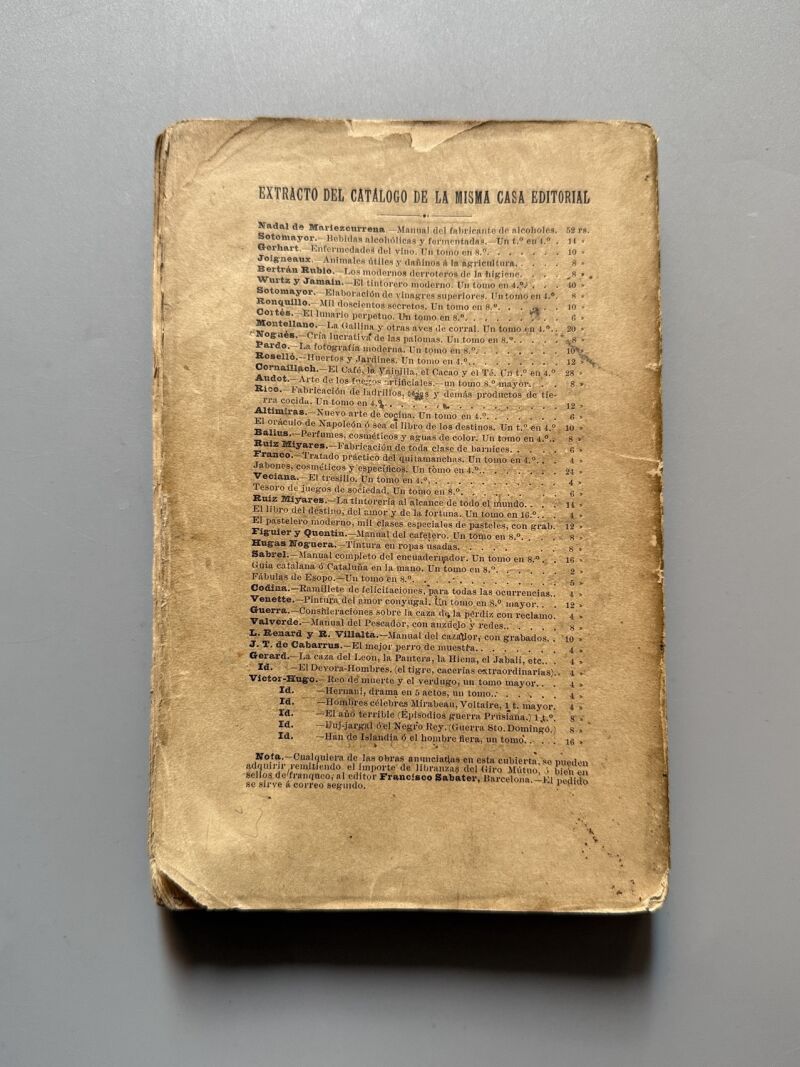 EXTRACTO DEL CATÁLOGO DE LA MISMA CASA EDITORIAL
Nadal de Mariezcurrena—Manual del fabricante de alcoholes. 52 rs.
Sotomayor.—Bebidas alcohólicas y fermentadas. Un t.º en 4.º . 14 »
Gerhart.—Enfermedades del vino. Un tomo en 8.º. . . . . . 10 »
Joigneaux.—Animales útiles y dañinos á la agricultura. . . . . 8 »
Bertrán Rubio.—Los modernos derroteros de la higiene. . . . . 8 »
Wurtz y Jamain.—El tintorero moderno. Un tomo en 4.º. . . . 40 »
Sotomayor.—Elaboración de vinagres superiores. Un tomo en 4.º. 8 »
Ronquillo.—Mil doscientos secretos. Un tomo en 8.º. . . . . 10 »
Cortés.—El lunario perpetuo. Un tomo en 8.º. . . . . . 6 »
Montellano.—La Gallina y otras aves de corral. Un tomo en 4.º. . 20 »
Nogués.—Cría lucrativa de las palomas. Un tomo en 8.º. . . . 8 »
Pardo.—La fotografía moderna. Un tomo en 8.º. . . . . . 10 »
Roselló.—Huertos y Jardines. Un tomo en 4.º. . . . . . . 12 »
Cornaillach.—El Café, la Vainilla, el Cacao y el Té. Un t.º en 4.º 28 »
Audot.—Arte de los fuegos artificiales.—un tomo 8.º mayor. . . 8 »
Rico.—Fabricación de ladrillos, tejas y demás productos de tie-
rra cocida. Un tomo en 4.º. . . . . . . . . 12 »
Altimiras.—Nuevo arte de cocina. Un tomo en 4.º. . . . . . 6 »
El oráculo de Napoleón ó sea el libro de los destinos. Un t.º en 4.º 10 »
Balius.—Perfumes, cosméticos y aguas de color. Un tomo en 4.º. . 8 »
Ruiz Miyares.—Fabricación de toda clase de barnices. . . . . 6 »
Franco.—Tratado práctico del quitamanchas. Un tomo en 4.º. . . 4 »
Jabones, cosméticos y específicos. Un tomo en 4.º. . . . . . 24 »
Veciana.—El tresillo. Un tomo en 4.º. . . . . . . . 4 »
Tesoro de juegos de sociedad. Un tomo en 8.º. . . . . . . 6 »
Ruiz Miyares.—La tintorería al alcance de todo el mundo. . . . 14 »
El libro del destino, del amor y de la fortuna. Un tomo en 16.º. . . 4 »
El pastelero moderno, mil clases especiales de pasteles, con grab. 12 »
Figuier y Quentin.—Manual del cafetero. Un tomo en 8.º. . . . 8 »
Hugas Noguera.—Tintura en ropas usadas. . . . . . . 8 »
Sabrel.—Manual completo del encuadernador. Un tomo en 8.º . . 16 »
Guía catalana ó Cataluña en la mano. Un tomo en 8.º. . . . . 2 »
Fábulas de Esopo.—Un tomo en 8.º. . . . . . . . . 5 »
Codina.—Ramillete de felicitaciones, para todas las ocurrencias. . 4 »
Venette.—Pintura del amor conyugal. Un tomo en 8.º mayor. . . 12 »
Guerra.—Consideraciones sobre la caza de la perdiz con reclamo. 4 »
Valverde.—Manual del Pescador, con anzuelo y redes. . . . . 8 »
L. Renard y R. Villalta.—Manual del cazador, con grabados. . 10 »
J. T. de Cabarrus.—El mejor perro de muestra. . . . . . 4 »
Gerard.—La caza del León, la Pantera, la Hiena, el Jabalí, etc. . . 4 »
Id. —El Devora-Hombres. (el tigre, cacerías extraordinarias). . 4 »
Victor-Hugo.—Reo de muerte y el verdugo, un tomo mayor. . . 4 »
Id. —Hernani, drama en 5 actos, un tomo. . . . . 4 »
Id. —Hombres célebres Mirabeau, Voltaire, 1 t. mayor. 4 »
Id. —El año terrible (Episodios guerra Prusiana.) 1 t.º. 8 »
Id. —Buj-jargal ó el Negro Rey. (Guerra Sto. Domingo.) 8 »
Id. —Han de Islandia ó el hombre fiera, un tomo. . . . 16 »
Nota.—Cualquiera de las obras anunciadas en esta cubierta, se pueden
adquirir remitiendo el importe de libranzas del Giro Mútuo, ó bien en
sellos de franqueo, al editor Francisco Sabater, Barcelona.—El pedido
se sirve á correo seguido.